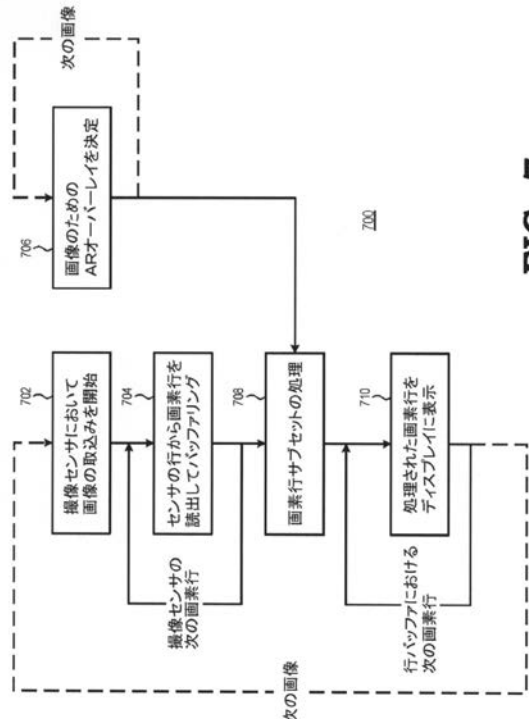 702
撮像センサにおいて
画像の取込みを開始
704
センサの行から画素行を
読出してバッファリング
撮像センサの
次の画素行
706
画像のための
ARオーバーレイを決定
次の画像
708
画素行サブセットの処理
710
処理された画素行を
ディスプレイに表示
行バッファにおける
次の画素行
次の画像
700